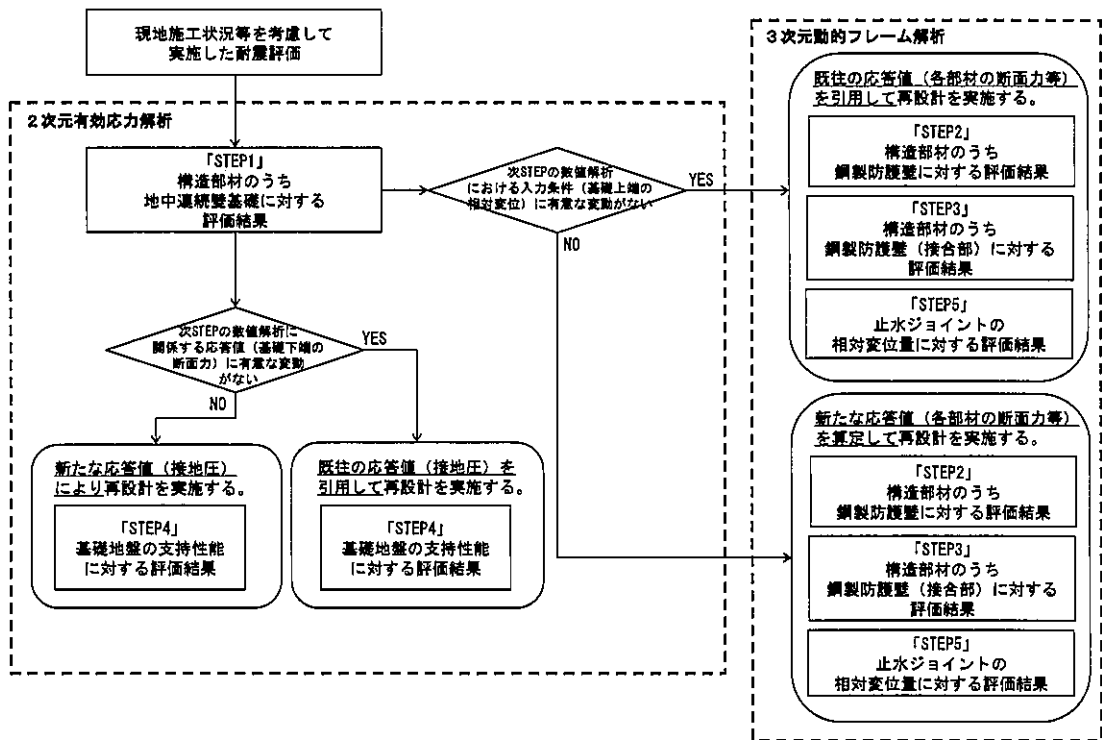 現地施工状況等を考慮して
実施した耐震評価
2次元有効応力解析
「STEP1」
構造部材のうち
地中連続壁基礎に対する
評価結果
次STEPの数値解析
における入力条件(基礎上端の
相対変位)に有意な変動がない
YES
NO
次STEPの数値解析に
関係する応答値(基礎下端の
断面力)に有意な変動
がない
YES
NO
新たな応答値(接地圧)
により再設計を実施する。
「STEP4」
基礎地盤の支持性能
に対する評価結果
既往の応答値(接地圧)を
引用して再設計を実施する。
「STEP4」
基礎地盤の支持性能
に対する評価結果
3次元動的フレーム解析
既往の応答値(各部材の断面力等)
を引用して再設計を実施する。
「STEP2」
構造部材のうち
鋼製防護壁に対する評価結果
「STEP3」
構造部材のうち
鋼製防護壁(接合部)に対する
評価結果
「STEP5」
止水ジョイントの
相対変位量に対する評価結果
新たな応答値(各部材の断面力等)
を算定して再設計を実施する。
「STEP2」
構造部材のうち
鋼製防護壁に対する評価結果
「STEP3」
構造部材のうち
鋼製防護壁(接合部)に対する
評価結果
「STEP5」
止水ジョイントの
相対変位量に対する評価結果